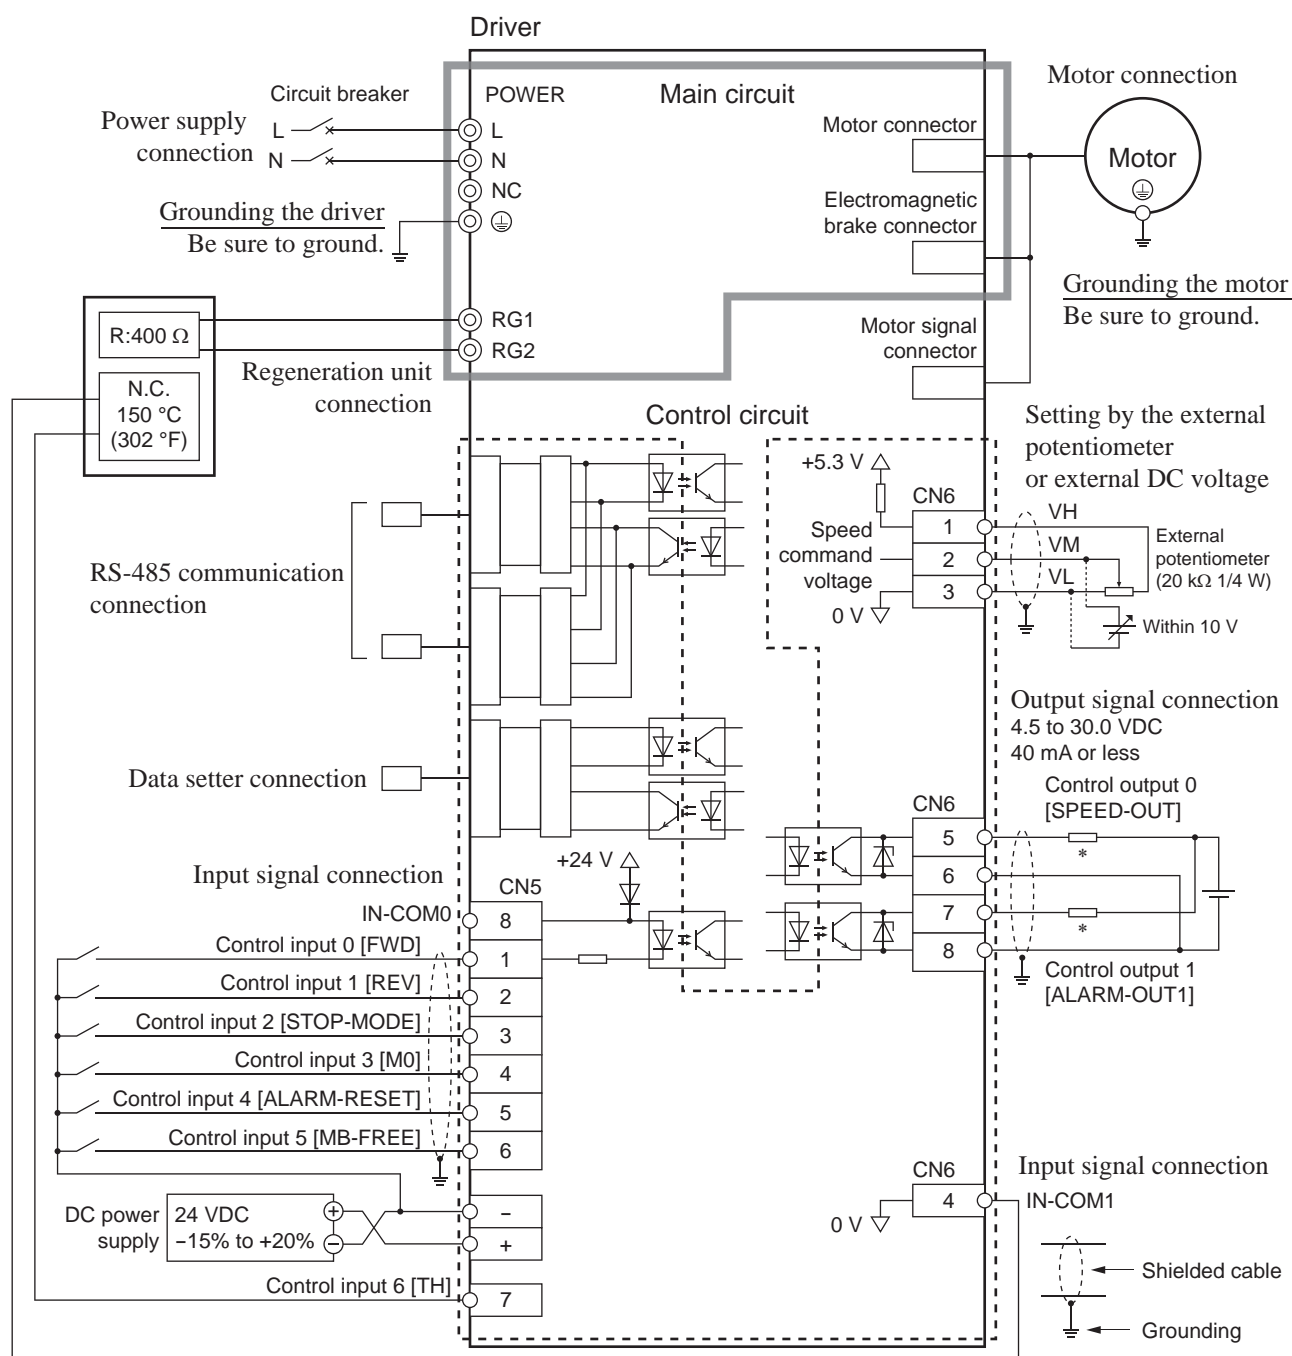 Driver
Circuit breaker
POWER
Main circuit
Motor connection
Power supply
connection
L
N
L
N
NC
Motor connector
Motor
Electromagnetic
brake connector
Grounding the driver
Be sure to ground.
Grounding the motor
Be sure to ground.
R:400 Ω
RG1
RG2
Motor signal
connector
Regeneration unit
connection
N.C.
150 °C
(302 °F)
Control circuit
Setting by the external
potentiometer
or external DC voltage
+5.3 V
CN6
1
2
3
Speed
command
voltage
0 V
VH
VM
VL
External
potentiometer
(20 kΩ 1/4 W)
Within 10 V
RS-485 communication
connection
Data setter connection
Output signal connection
4.5 to 30.0 VDC
40 mA or less
Control output 0
[SPEED-OUT]
CN6
5
6
7
8
*
*
Control output 1
[ALARM-OUT1]
Input signal connection
+24 V
CN5
IN-COM0
8
Control input 0 [FWD]
1
Control input 1 [REV]
2
Control input 2 [STOP-MODE]
3
Control input 3 [M0]
4
Control input 4 [ALARM-RESET]
5
Control input 5 [MB-FREE]
6
DC power
supply
24 VDC
−15% to +20%
+
−
−
+
Control input 6 [TH]
7
CN6
4
0 V
Input signal connection
IN-COM1
Shielded cable
Grounding